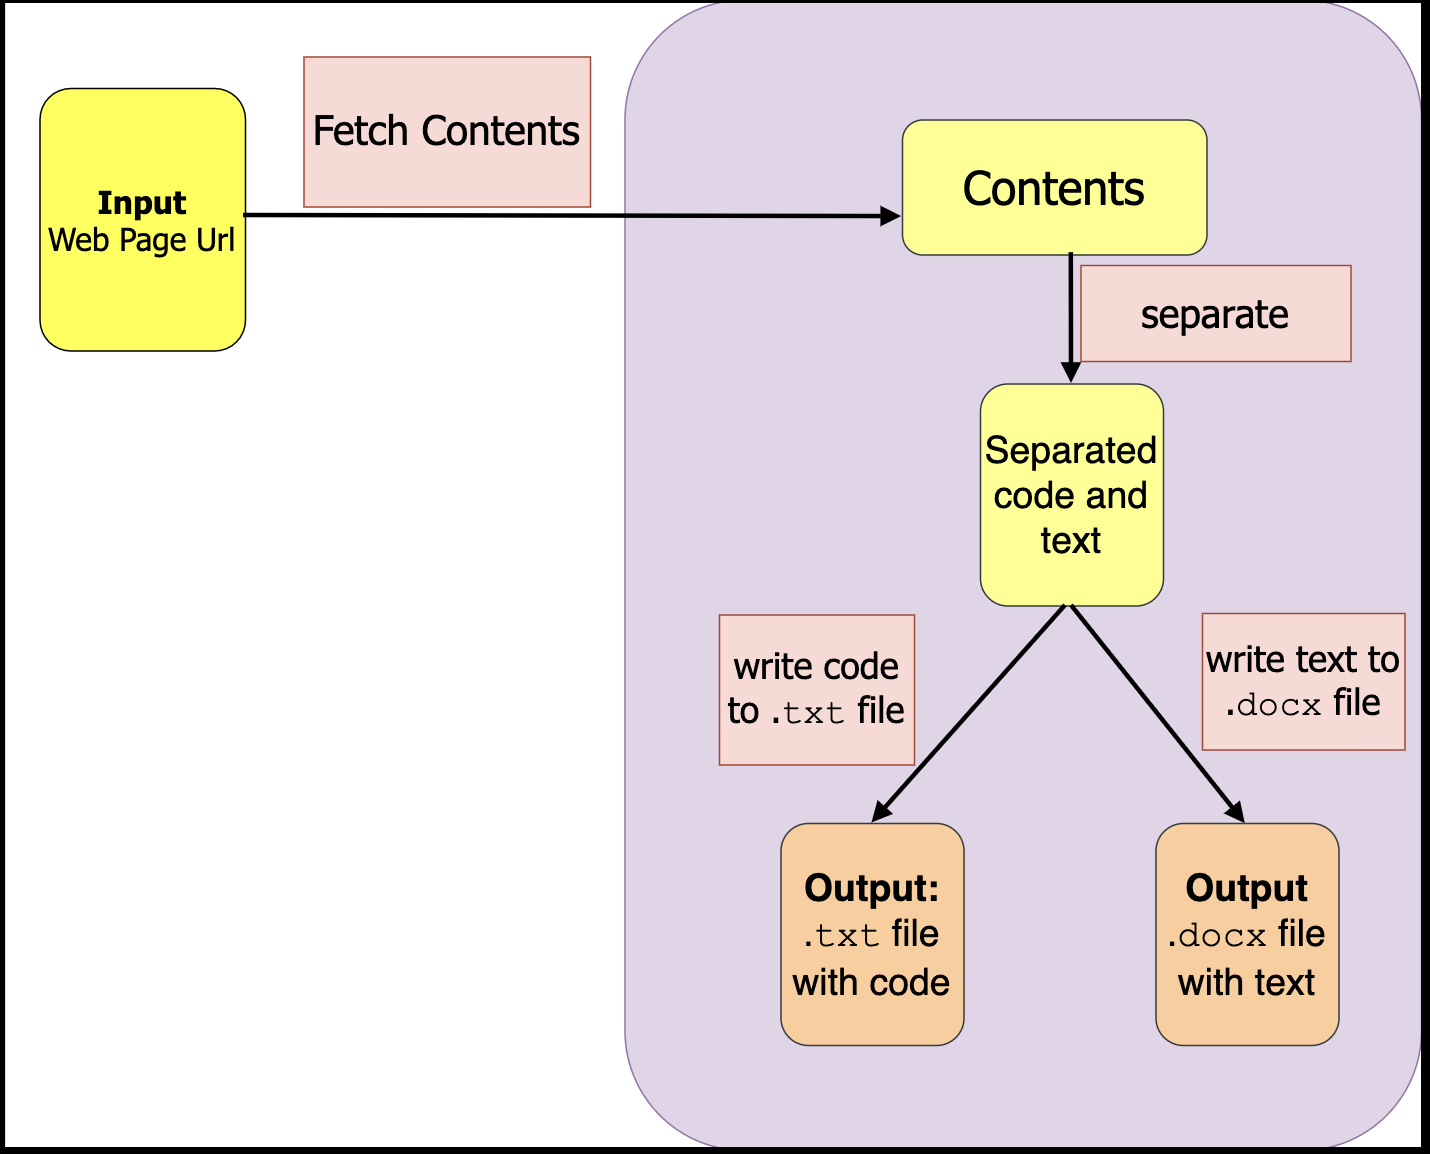 Fetch Contents
Input
Web Page Url
Contents
separate
Separated
code and
text
write code
to .txt file
write text to
.docx file
Output:
.txt file
with code
Output
.docx file
with text